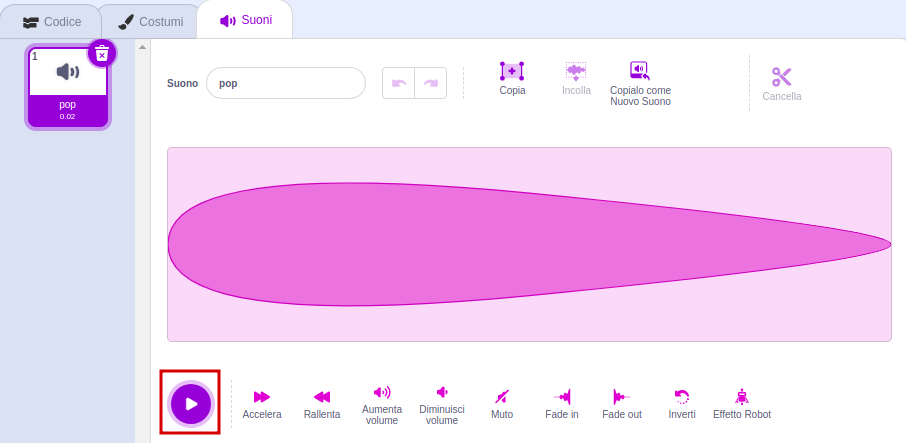 Codice
Costumi
Suoni
1
pop
0.02
Suono
pop
Copia
Incolla
Copialo come
Nuovo Suono
Cancella
Accelera
Rallenta
Aumenta
volume
Diminuisci
volume
Muto
Fade in
Fade out
Inverti
Effetto Robot